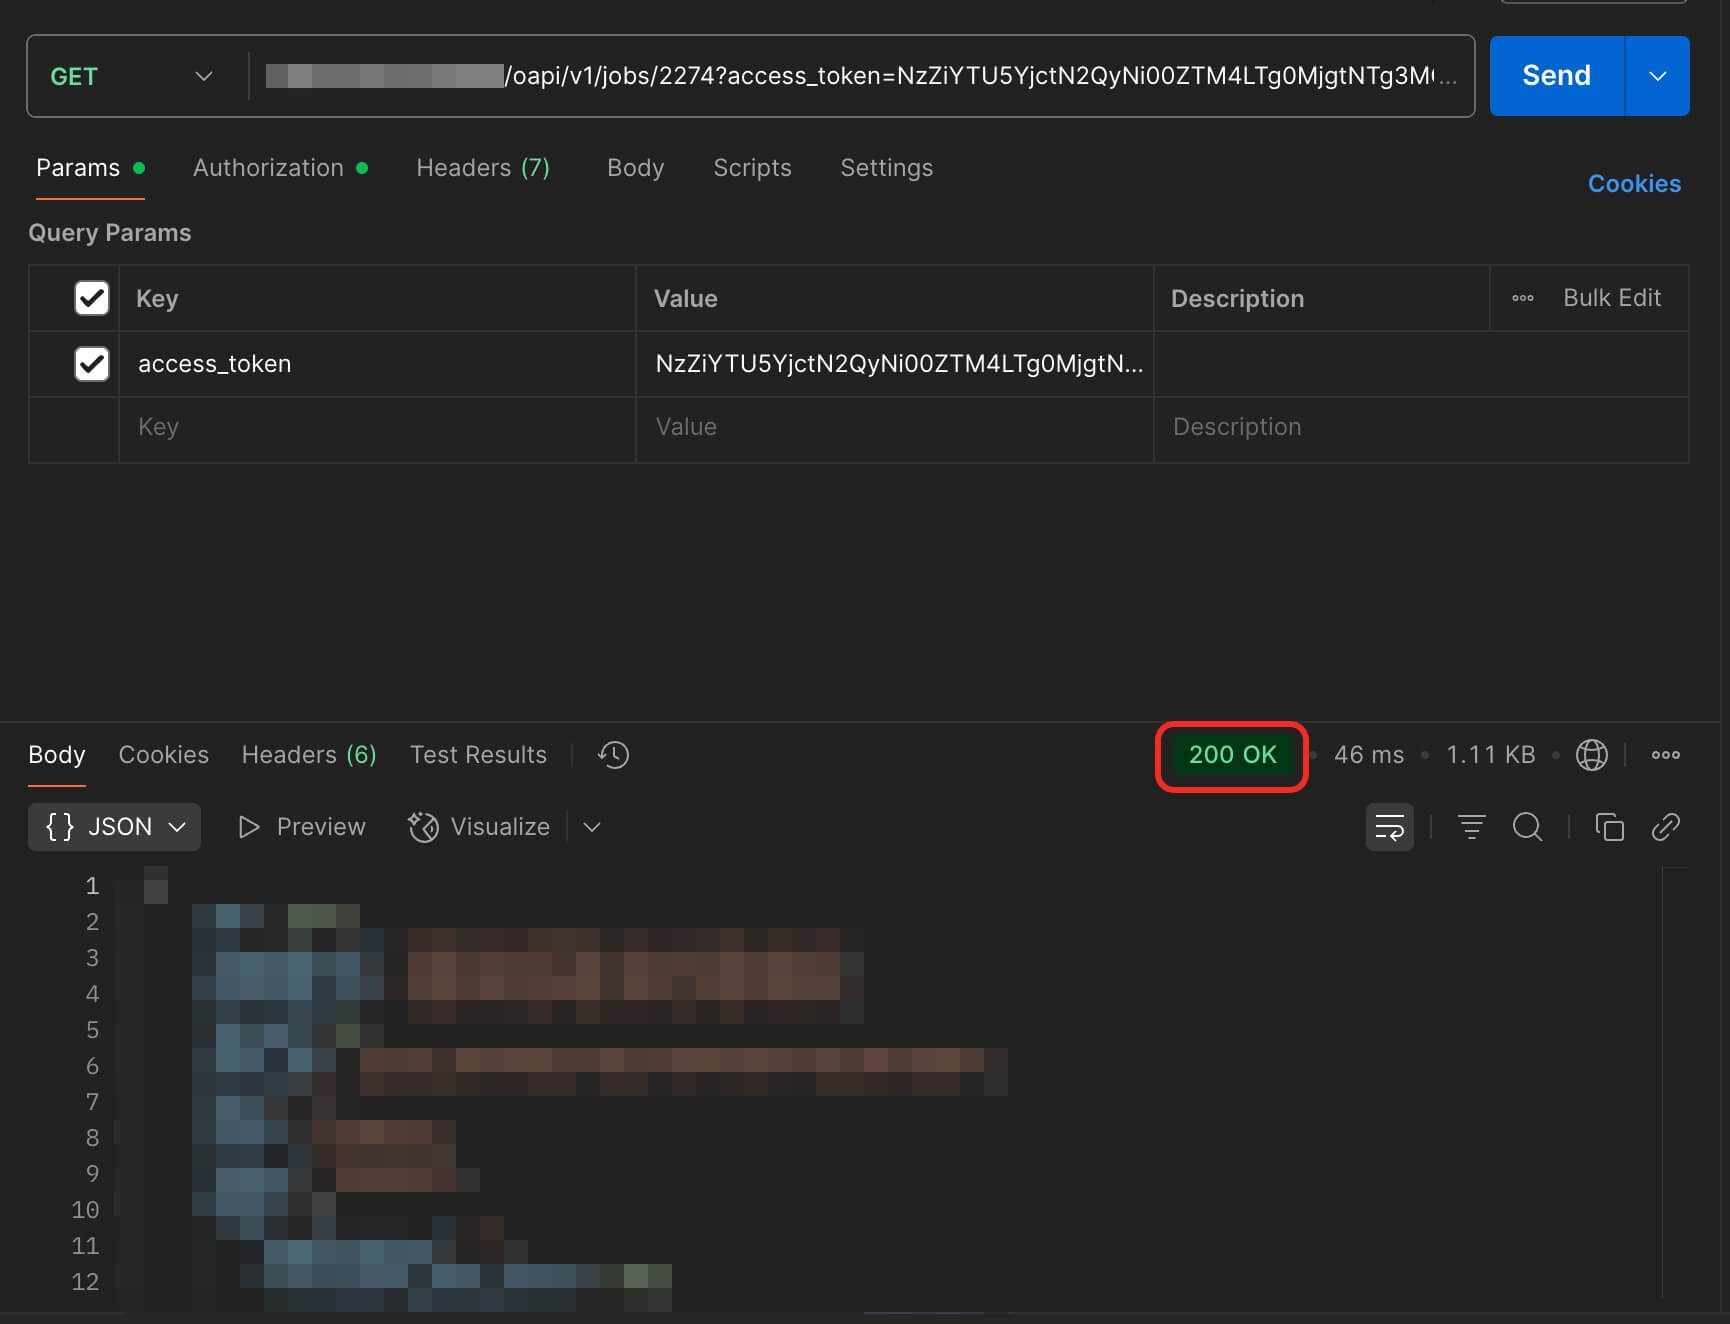 GET /oapi/v1/jobs/2274?access_token=NzZiYTU5YjctN2QyNi00ZTM4LTg0MjgtNTg3M... Send
Params Authorization Headers (7) Body Scripts Settings Cookies
Query Params
Key Value Description Bulk Edit
access_token NzZiYTU5YjctN2QyNi00ZTM4LTg0MjgtN...
Key Value Description
Body Cookies Headers (6) Test Results 200 OK 46 ms 1.11 KB
{} JSON Preview Visualize
1
2
3
4
5
6
7
8
9
10
11
12